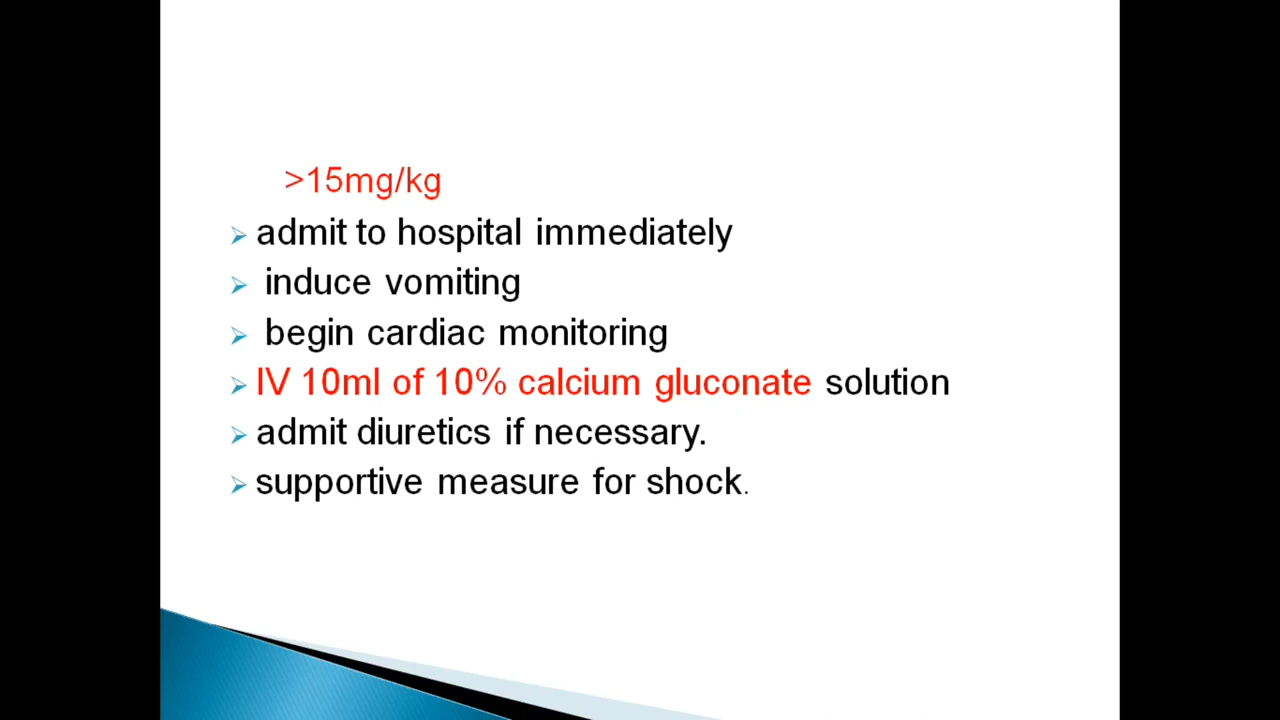 >15mg/kg
admit to hospital immediately
induce vomiting
begin cardiac monitoring
IV 10ml of 10% calcium gluconate solution
admit diuretics if necessary.
supportive measure for shock.